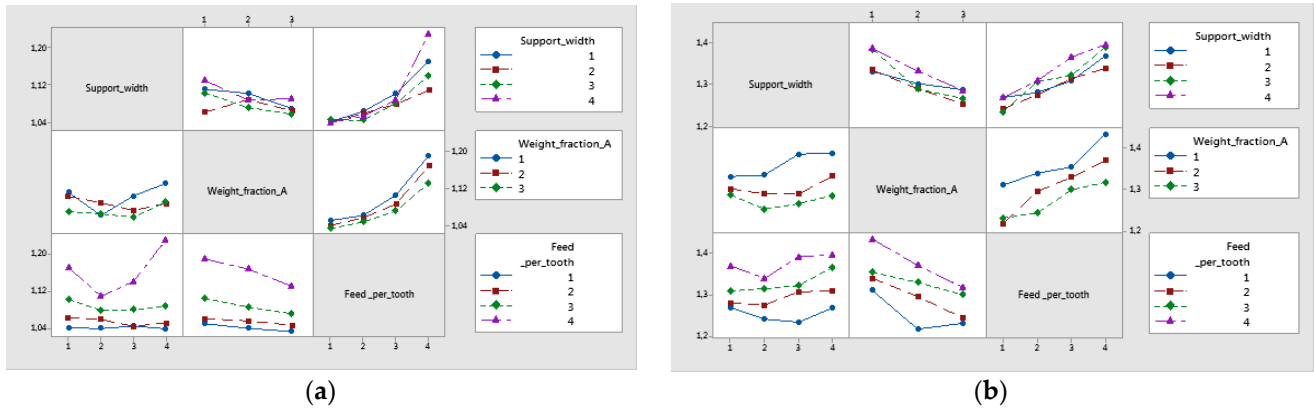 1 2 3
1,20
1,12
1,04
Support_width
Support_width
1
2
3
4
Weight_fraction_A
1,20
1,12
1,04
Weight_fraction_A
1
2
3
1,20
1,12
1,04
Feed _per_tooth
Feed
_per_tooth
1
2
3
4
1 2 3 4
1 2 3 4
(a)
1 2 3
1,4
1,3
1,2
Support_width
Support_width
1
2
3
4
Weight_fraction_A
1,4
1,3
1,2
Weight_fraction_A
1
2
3
1,4
1,3
1,2
Feed _per_tooth
Feed
_per_tooth
1
2
3
4
1 2 3 4
1 2 3 4
(b)